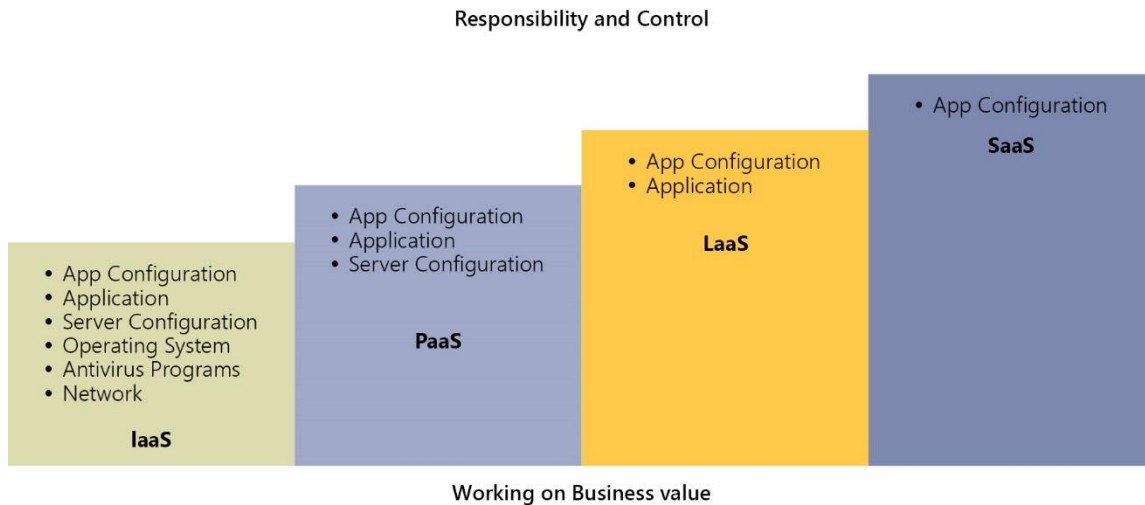 Responsibility and Control
• App Configuration
• Application
• Server Configuration
• Operating System
• Antivirus Programs
• Network
IaaS
• App Configuration
• Application
• Server Configuration
PaaS
• App Configuration
• Application
LaaS
• App Configuration
SaaS
Working on Business value